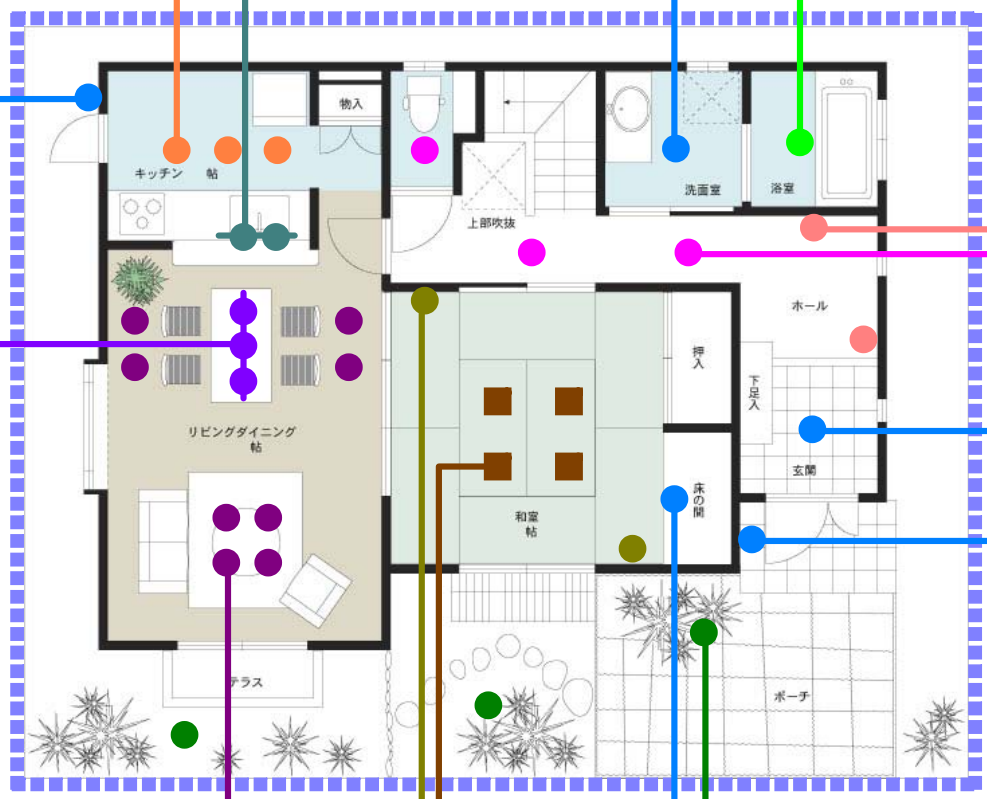 物入
キッチン 帖
洗面室
浴室
上部吹抜
ホール
押入
下足入
リビングダイニング
帖
玄関
床の間
和室
帖
テラス
ポーチ